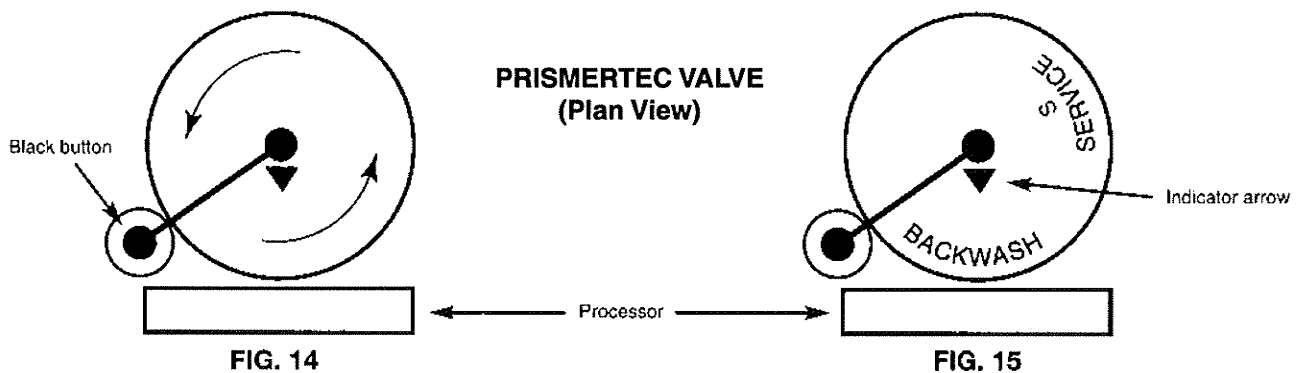 PRISMERTEC VALVE
(Plan View)
Black button
SERVICE
S
BACKWASH
Indicator arrow
Processor
FIG. 14
FIG. 15